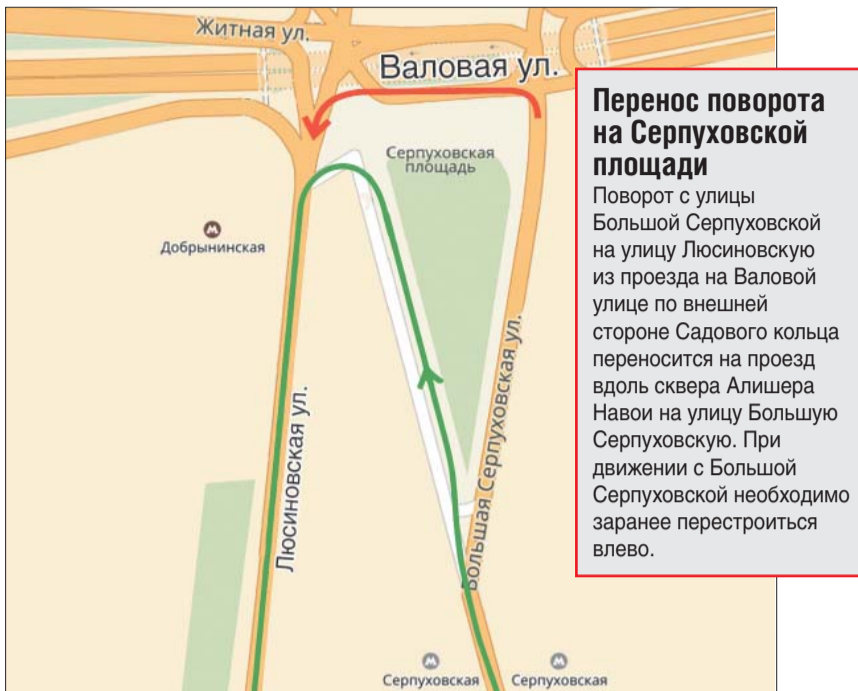 Житная ул.
Валовая ул.
Серпуховская
площадь
Добрынинская
Люсиновская ул.
Большая Серпуховская ул.
Серпуховская
Серпуховская
Перенос поворота
на Серпуховской
площади
Поворот с улицы
Большой Серпуховской
на улицу Люсиновскую
из проезда на Валовой
улице по внешней
стороне Садового кольца
переносится на проезд
вдоль сквера Алишера
Навои на улицу Большую
Серпуховскую. При
движении с Большой
Серпуховской необходимо
заранее перестроиться
влево.